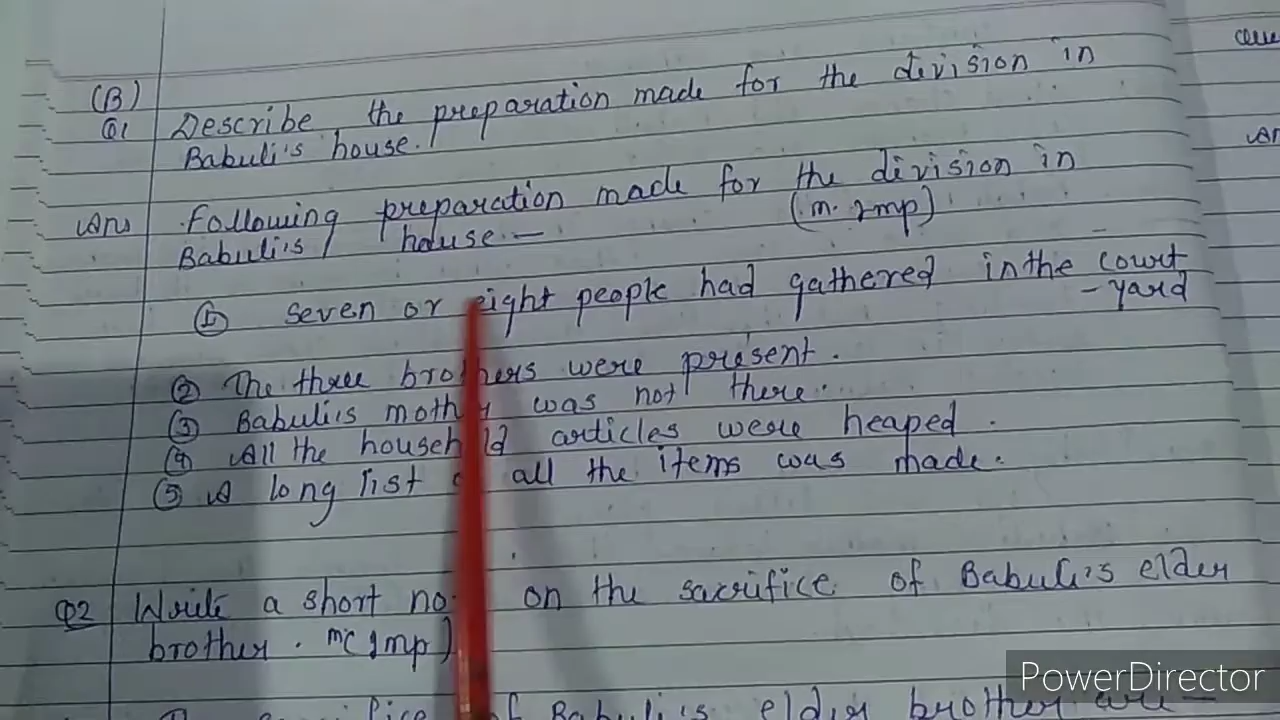 (B)
Q1 Describe the preparation made for the division in
Babuli's house.
Ans Following preparation made for the division in
Babuli's house.— (m. Imp)
① Seven or eight people had gathered in the court
-yard
② The three brothers were present.
③ Babuli's moth was not there.
④ All the household articles were heaped.
⑤ A long list all the items was made.
Q2 Write a short no on the sacrifice of Babuli's elder
brother. m(Imp)
of Babuli's elder brother are—
PowerDirector